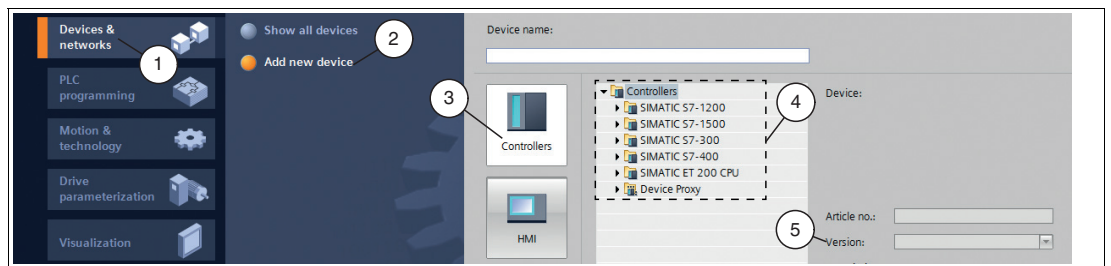 Devices &
networks
1
PLC
programming
Motion &
technology
Drive
parameterization
Visualization
Show all devices
2
Add new device
Device name:
3
Controllers
HMI
Controllers
SIMATIC S7-1200
SIMATIC S7-1500
SIMATIC S7-300
SIMATIC S7-400
SIMATIC ET 200 CPU
Device Proxy
4
Device:
Article no.:
5
Version: